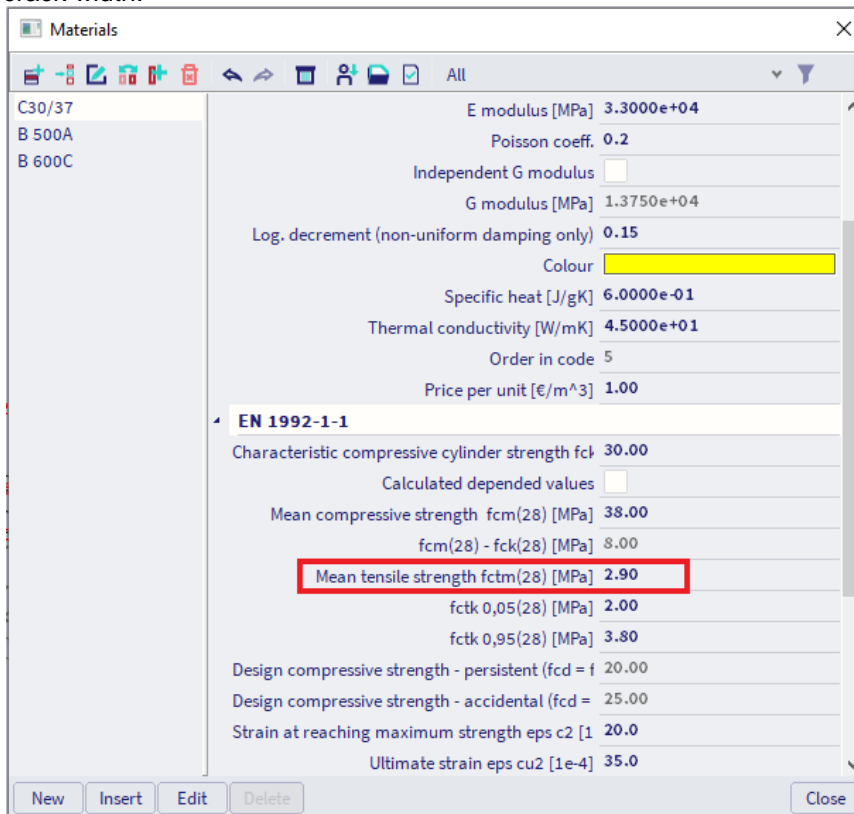 Materials
All
C30/37
B 500A
B 600C
E modulus [MPa] 3.3000e+04
Poisson coeff. 0.2
Independent G modulus
G modulus [MPa] 1.3750e+04
Log. decrement (non-uniform damping only) 0.15
Colour
Specific heat [J/gK] 6.0000e-01
Thermal conductivity [W/mK] 4.5000e+01
Order in code 5
Price per unit [€/m^3] 1.00
EN 1992-1-1
Characteristic compressive cylinder strength fck 30.00
Calculated depended values
Mean compressive strength fcm(28) [MPa] 38.00
fcm(28) - fck(28) [MPa] 8.00
Mean tensile strength fctm(28) [MPa] 2.90
fctk 0,05(28) [MPa] 2.00
fctk 0,95(28) [MPa] 3.80
Design compressive strength - persistent (fcd = f 20.00
Design compressive strength - accidental (fcd = 25.00
Strain at reaching maximum strength eps c2 [1 20.0
Ultimate strain eps cu2 [1e-4] 35.0
New Insert Edit Delete Close